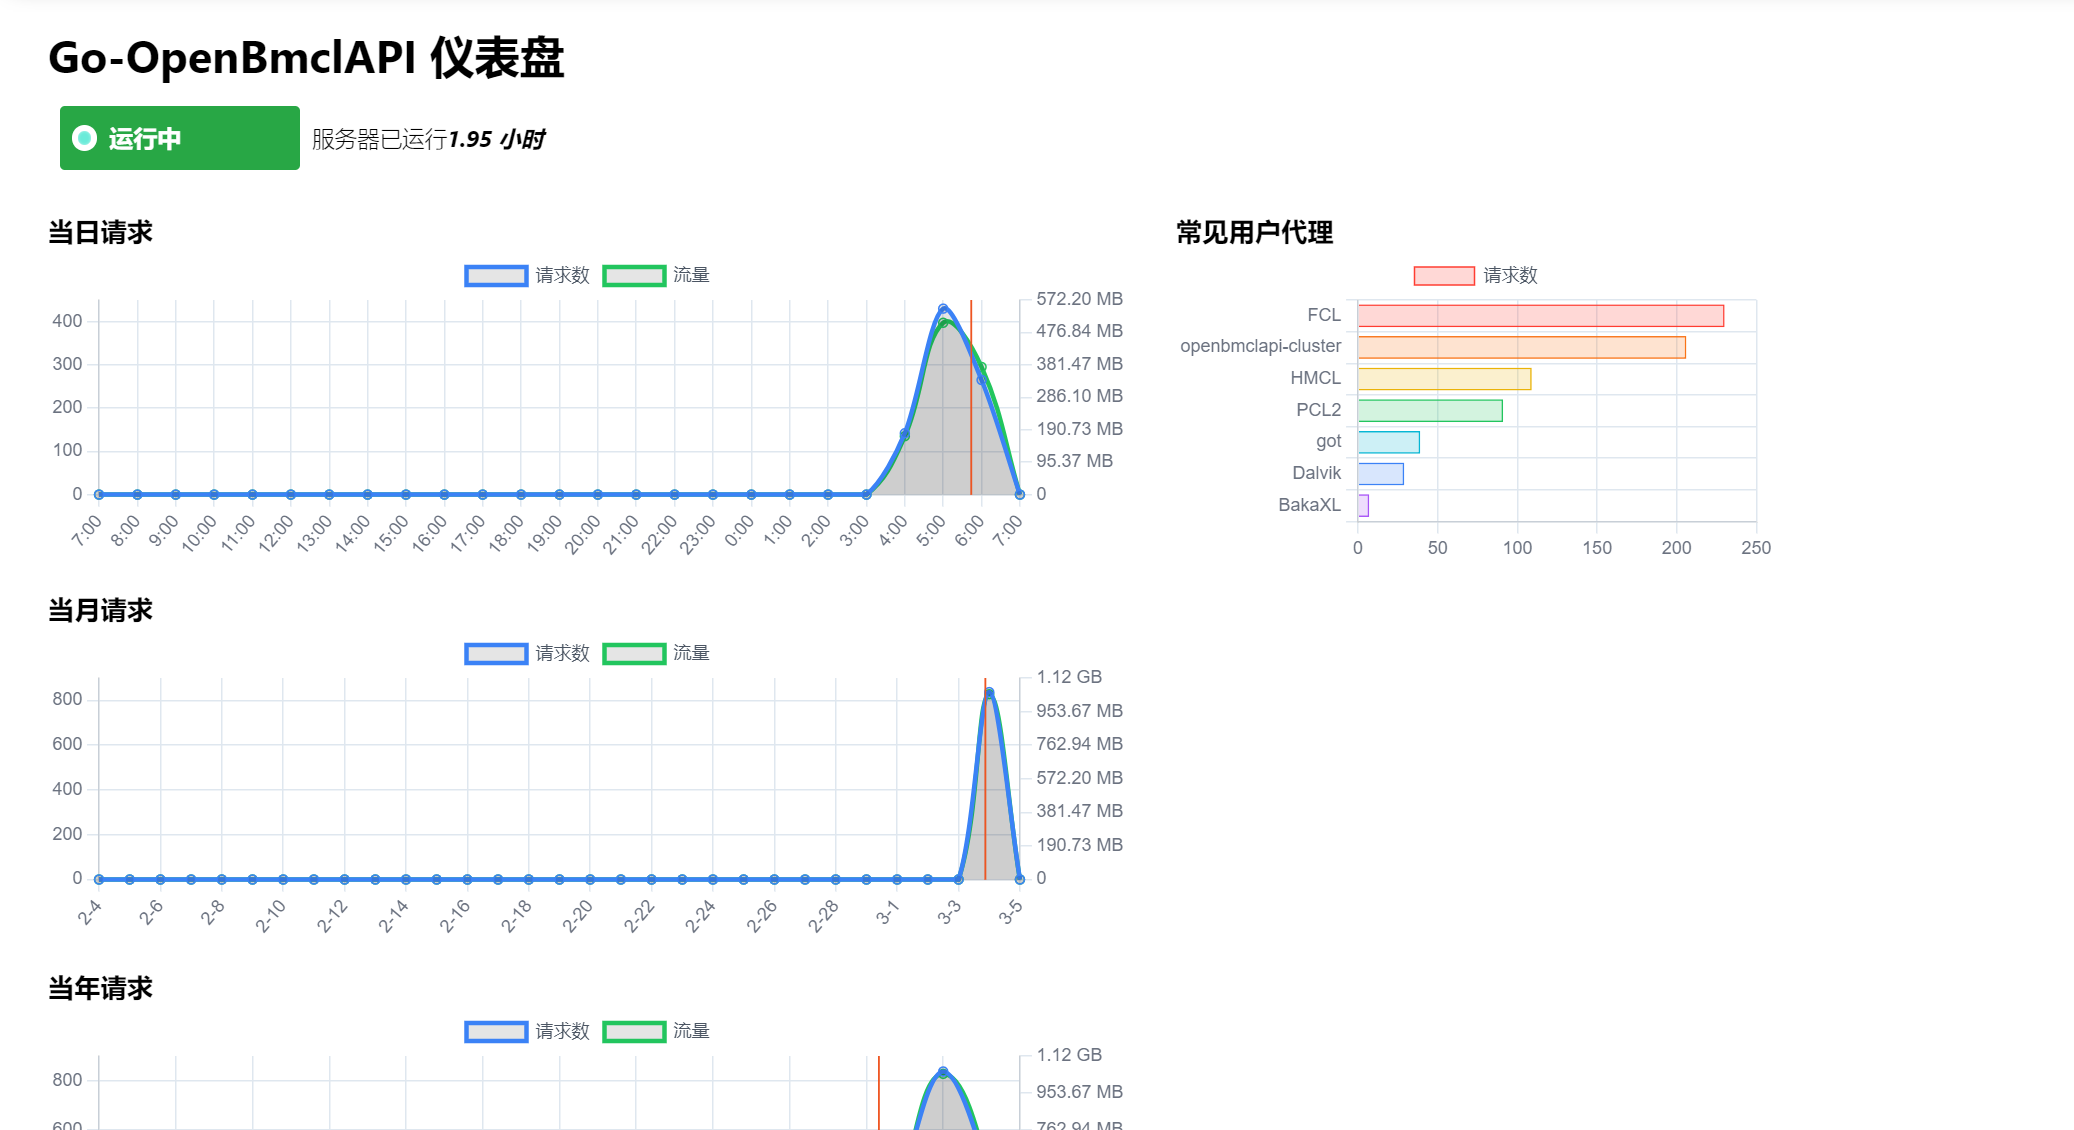 Go-OpenBmclAPI 仪表盘
运行中
服务器已运行1.95 小时
当日请求
请求数 流量
400
300
200
100
0
572.20 MB
476.84 MB
381.47 MB
286.10 MB
190.73 MB
95.37 MB
0
7:00 8:00 9:00 10:00 11:00 12:00 13:00 14:00 15:00 16:00 17:00 18:00 19:00 20:00 21:00 22:00 23:00 0:00 1:00 2:00 3:00 4:00 5:00 6:00 7:00
常见用户代理
请求数
FCL
openbmclapi-cluster
HMCL
PCL2
got
Dalvik
BakaXL
0 50 100 150 200 250
当月请求
请求数 流量
800
600
400
200
0
1.12 GB
953.67 MB
762.94 MB
572.20 MB
381.47 MB
190.73 MB
0
2-4 2-6 2-8 2-10 2-12 2-14 2-16 2-18 2-20 2-22 2-24 2-26 2-28 3-1 3-3 3-5
当年请求
请求数 流量
800
600
1.12 GB
953.67 MB
762.94 MB